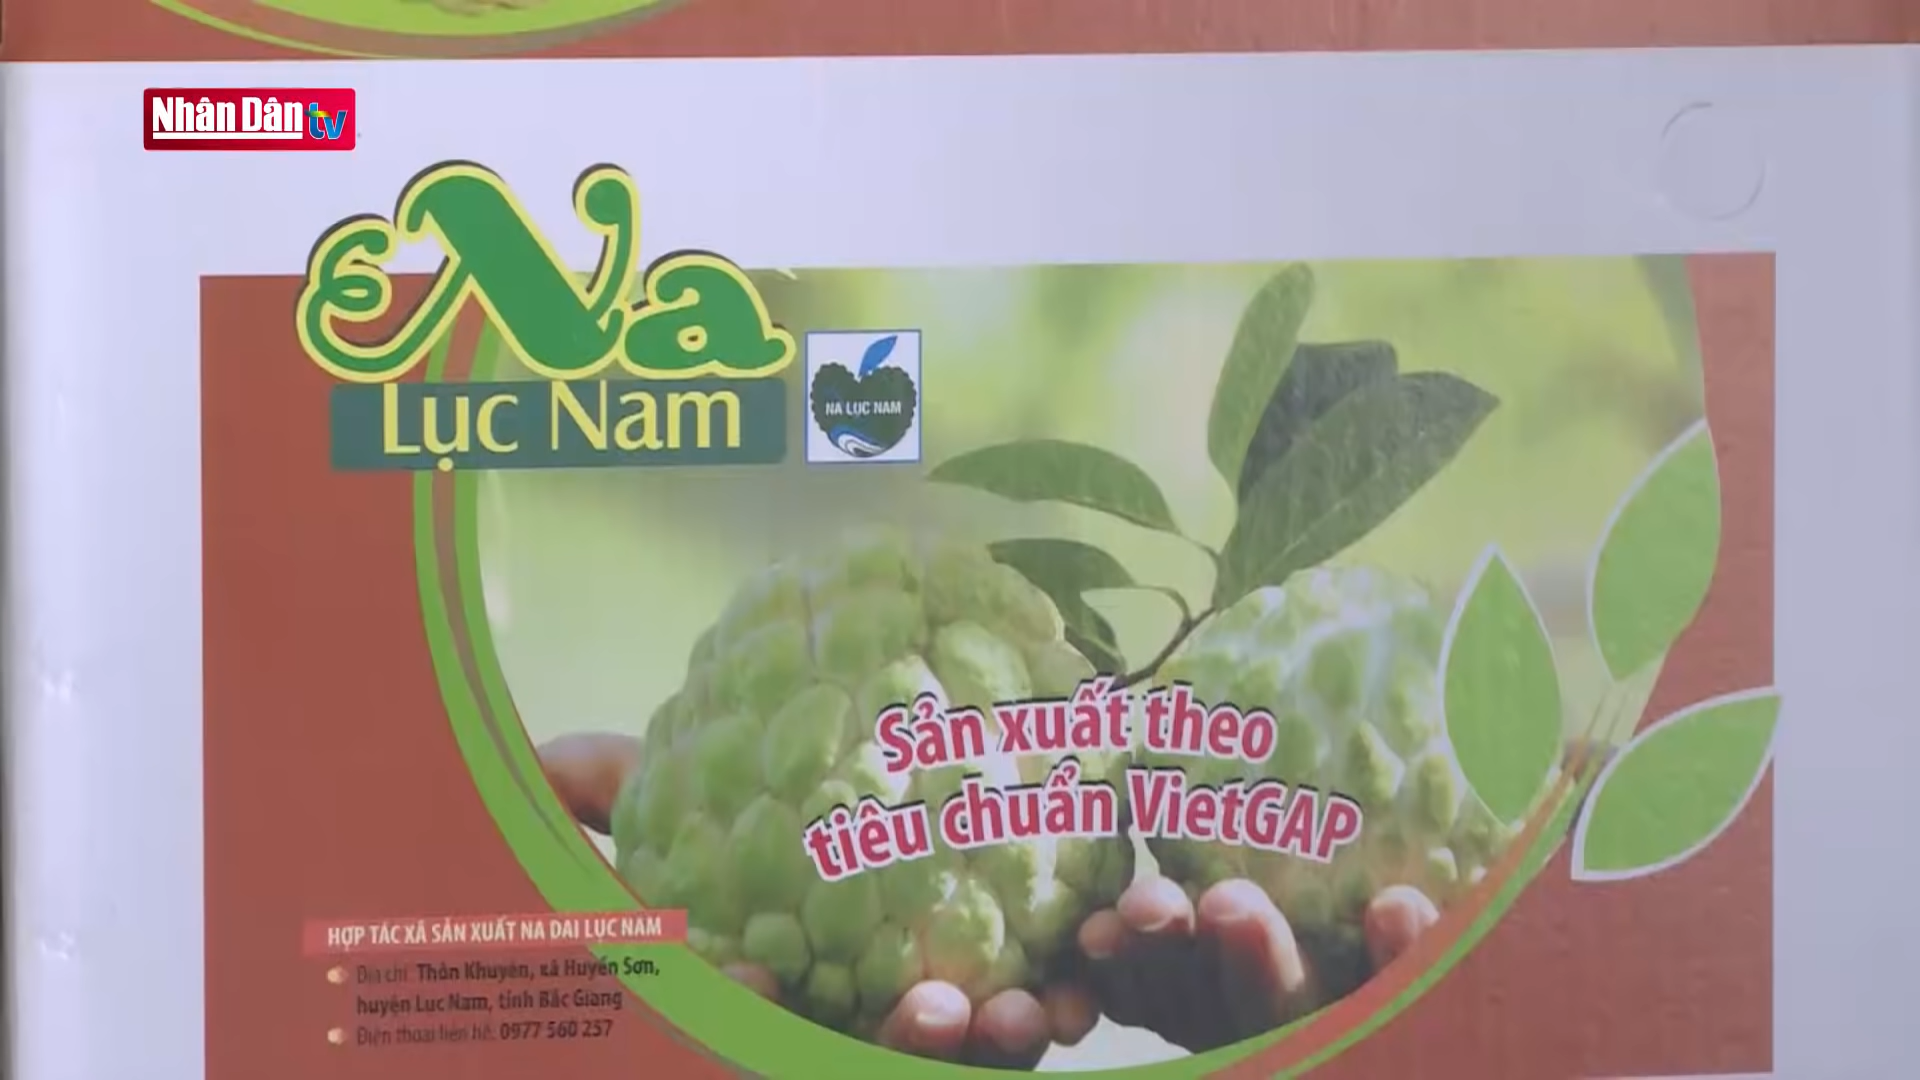 Nhân Dân tv
Na
Lục Nam
NA LỤC NAM
Sản xuất theo
tiêu chuẩn VietGAP
HỢP TÁC XÃ SẢN XUẤT NA DAI LỤC NAM
Địa chỉ: Thôn Khuyên, xã Huyền Sơn,
huyện Lục Nam, tỉnh Bắc Giang
Điện thoại liên hệ: 0977 560 257